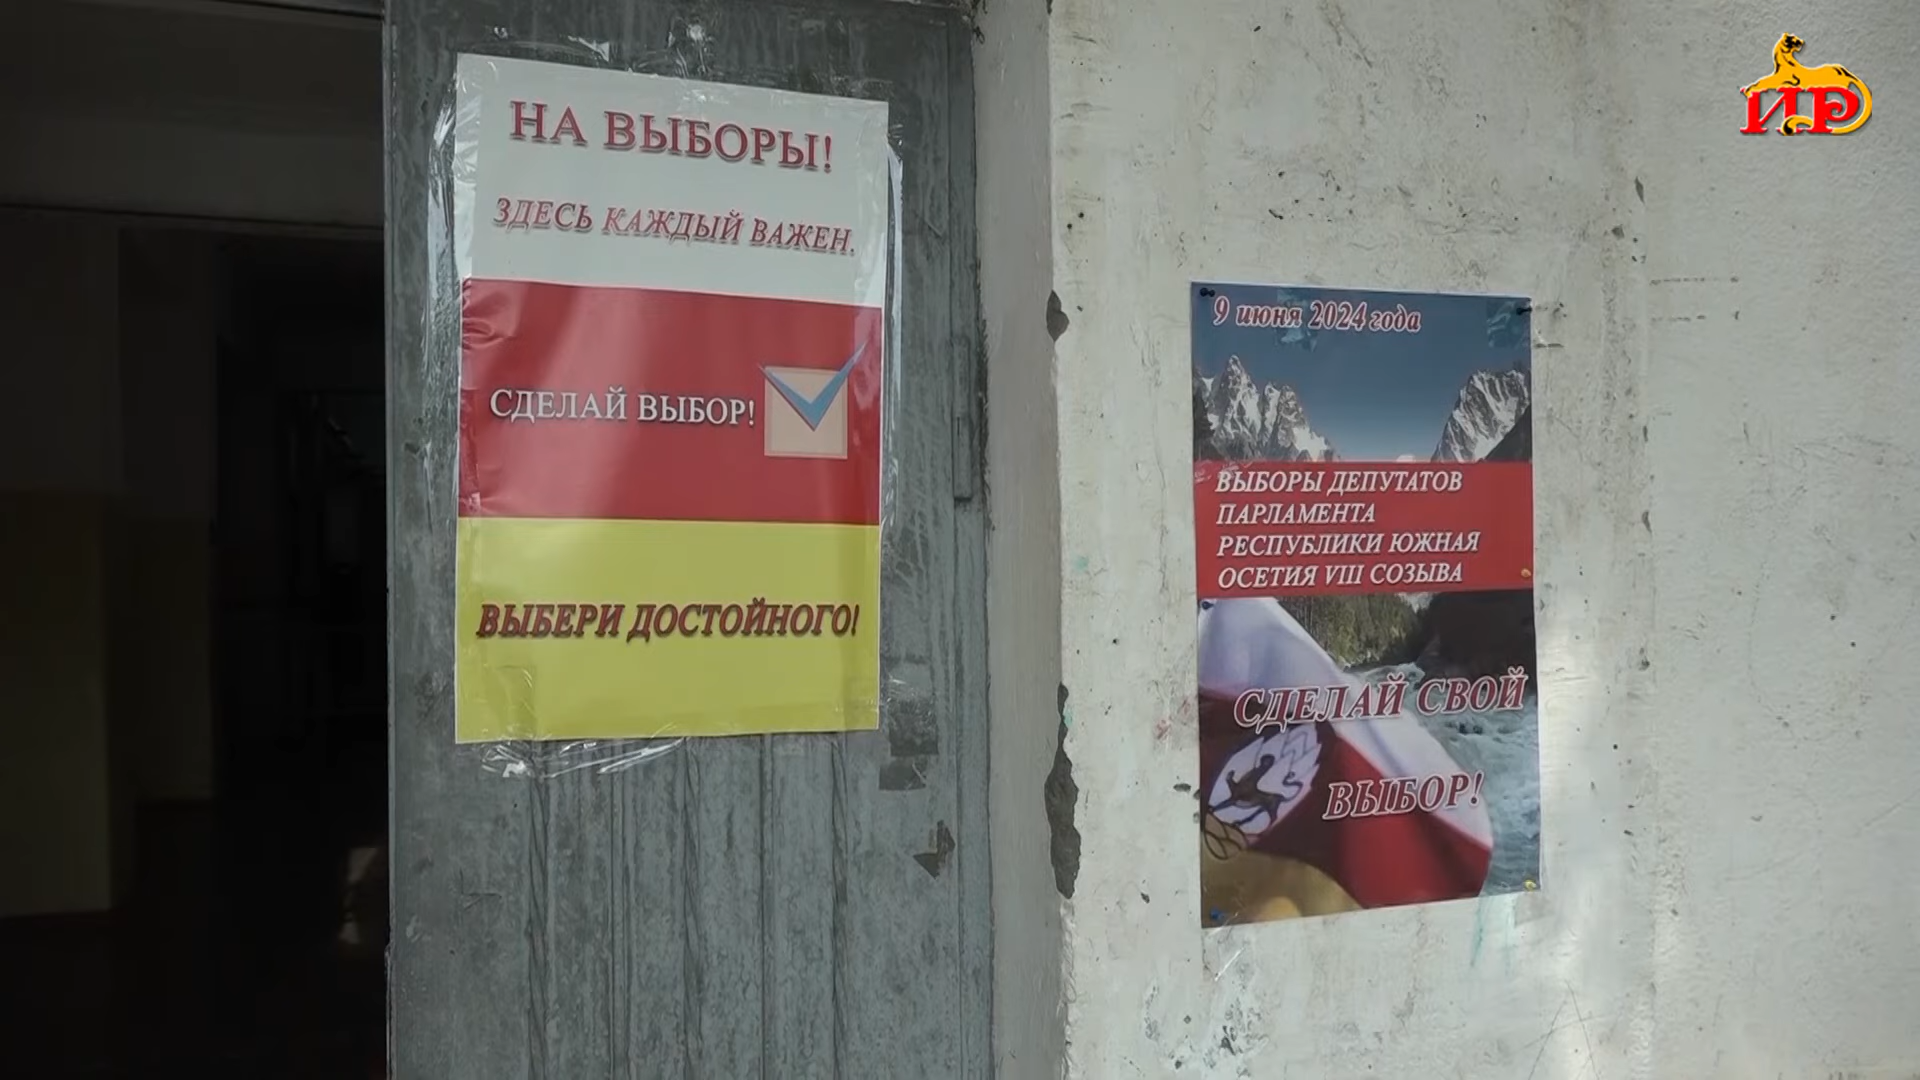 НА ВЫБОРЫ!
ЗДЕСЬ КАЖДЫЙ ВАЖЕН.
СДЕЛАЙ ВЫБОР!
ВЫБЕРИ ДОСТОЙНОГО!
9 июня 2024 года
ВЫБОРЫ ДЕПУТАТОВ
ПАРЛАМЕНТА
РЕСПУБЛИКИ ЮЖНАЯ
ОСЕТИЯ VIII СОЗЫВА
СДЕЛАЙ СВОЙ
ВЫБОР!
ИР